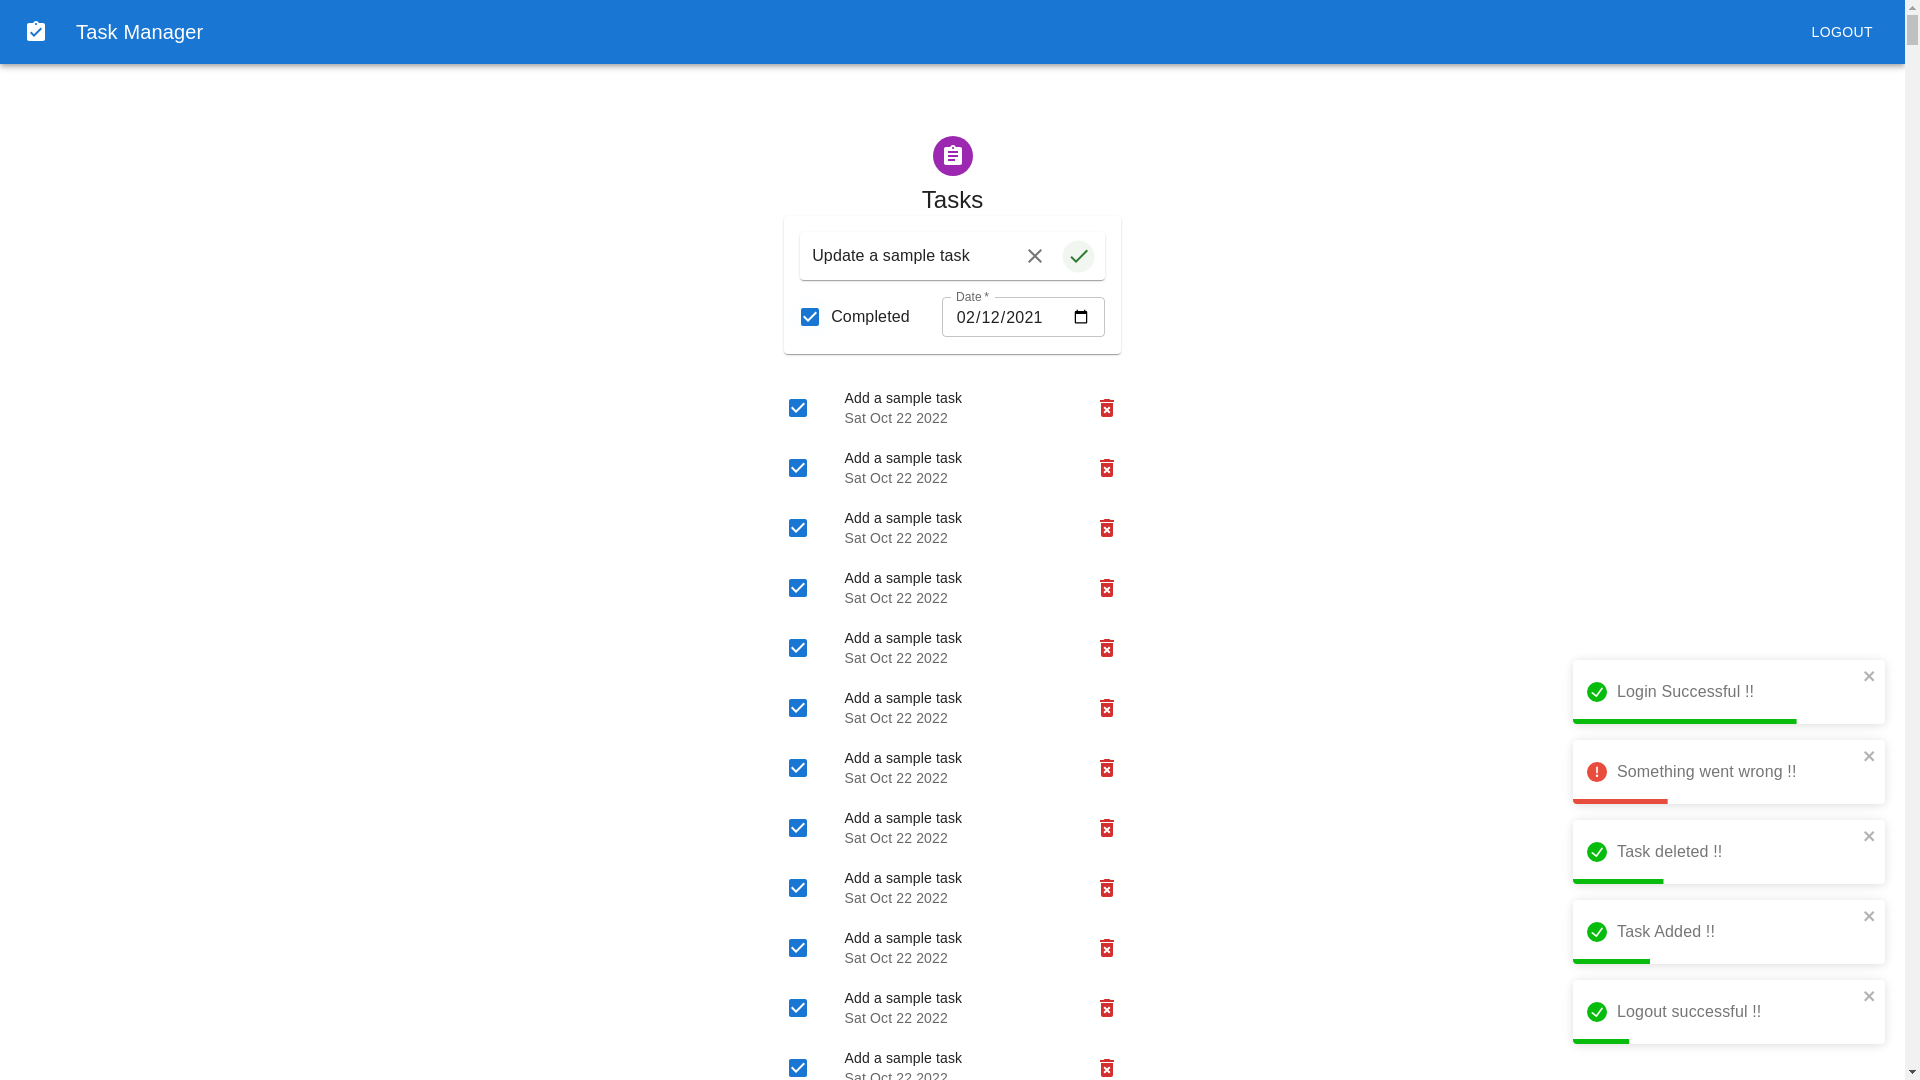 Task Manager
LOGOUT
Tasks
Update a sample task
Date *
Completed
02/12/2021
Add a sample task
Sat Oct 22 2022
Add a sample task
Sat Oct 22 2022
Add a sample task
Sat Oct 22 2022
Add a sample task
Sat Oct 22 2022
Add a sample task
Sat Oct 22 2022
Add a sample task
Sat Oct 22 2022
Add a sample task
Sat Oct 22 2022
Add a sample task
Sat Oct 22 2022
Add a sample task
Sat Oct 22 2022
Add a sample task
Sat Oct 22 2022
Add a sample task
Sat Oct 22 2022
Add a sample task
Sat Oct 22 2022
Login Successful !!
Something went wrong !!
Task deleted !!
Task Added !!
Logout successful !!